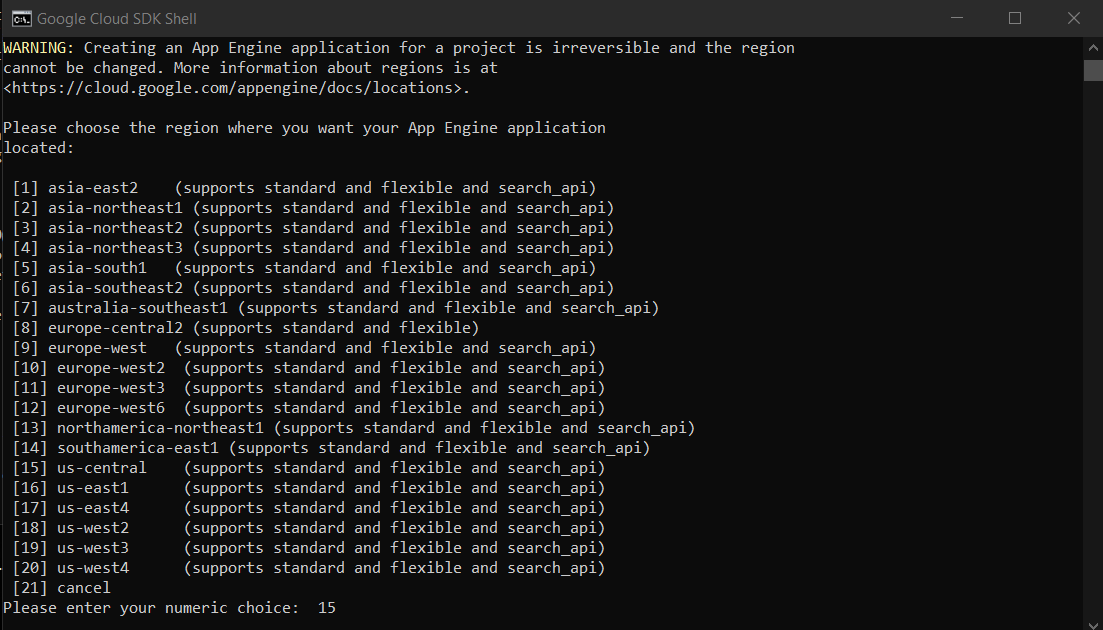 Google Cloud SDK Shell
WARNING: Creating an App Engine application for a project is irreversible and the region
cannot be changed. More information about regions is at
<https://cloud.google.com/appengine/docs/locations>.
Please choose the region where you want your App Engine application
located:
[1] asia-east2    (supports standard and flexible and search_api)
[2] asia-northeast1 (supports standard and flexible and search_api)
[3] asia-northeast2 (supports standard and flexible and search_api)
[4] asia-northeast3 (supports standard and flexible and search_api)
[5] asia-south1   (supports standard and flexible and search_api)
[6] asia-southeast2 (supports standard and flexible and search_api)
[7] australia-southeast1 (supports standard and flexible and search_api)
[8] europe-central2 (supports standard and flexible)
[9] europe-west   (supports standard and flexible and search_api)
[10] europe-west2  (supports standard and flexible and search_api)
[11] europe-west3  (supports standard and flexible and search_api)
[12] europe-west6  (supports standard and flexible and search_api)
[13] northamerica-northeast1 (supports standard and flexible and search_api)
[14] southamerica-east1 (supports standard and flexible and search_api)
[15] us-central    (supports standard and flexible and search_api)
[16] us-east1      (supports standard and flexible and search_api)
[17] us-east4      (supports standard and flexible and search_api)
[18] us-west2      (supports standard and flexible and search_api)
[19] us-west3      (supports standard and flexible and search_api)
[20] us-west4      (supports standard and flexible and search_api)
[21] cancel
Please enter your numeric choice:  15